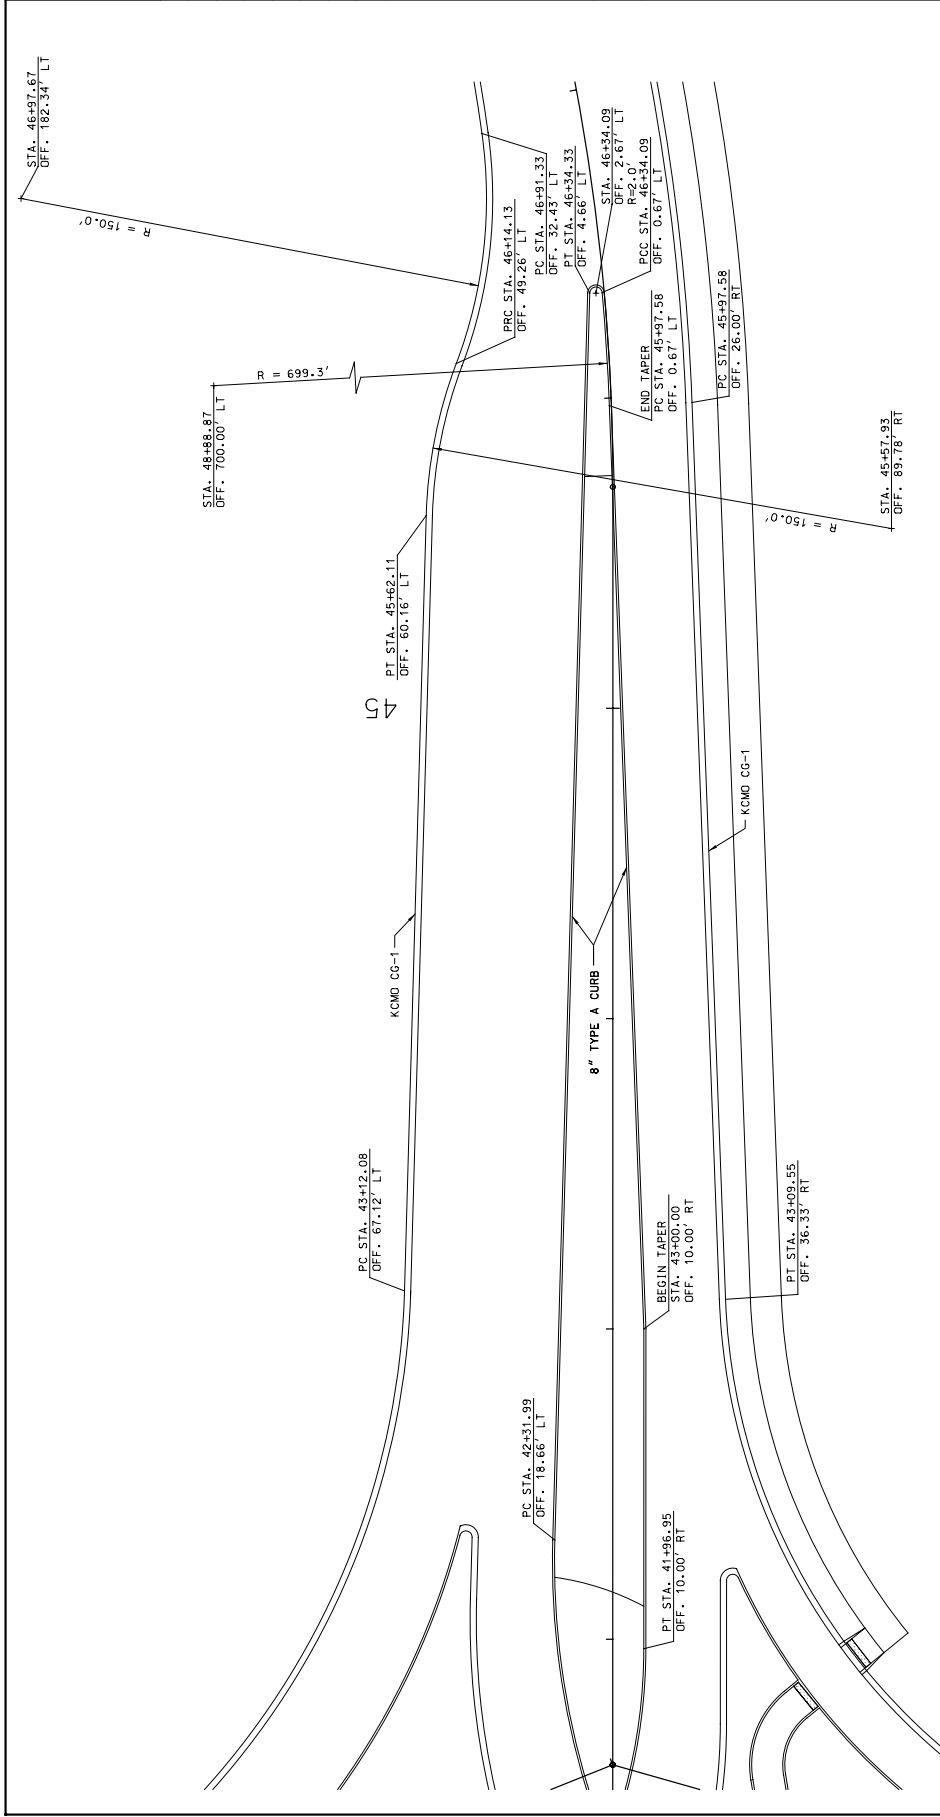 STA. 46+97.67
OFF. 182.34' LT
R = 150.0'
PC STA. 46+91.33
OFF. 32.43' LT
PRC STA. 46+14.13
OFF. 49.26' LT
PT STA. 46+34.33
OFF. 4.66' LT
STA. 46+34.09
OFF. 2.67' LT
R=2.0'
PCC STA. 46+34.09
OFF. 0.67' LT
STA. 48+88.87
OFF. 700.00' LT
R = 699.3'
END TAPER
PC STA. 45+97.58
OFF. 0.67' LT
PC STA. 45+97.58
OFF. 26.00' RT
STA. 45+57.93
OFF. 89.78' RT
R = 150.0'
PT STA. 45+62.11
OFF. 60.16' LT
45
KCMO CG-1
KCMO CG-1
8" TYPE A CURB
PC STA. 43+12.08
OFF. 67.12' LT
BEGIN TAPER
STA. 43+00.00
OFF. 10.00' RT
PT STA. 43+09.55
OFF. 36.33' RT
PC STA. 42+31.99
OFF. 18.66' LT
PT STA. 41+96.95
OFF. 10.00' RT